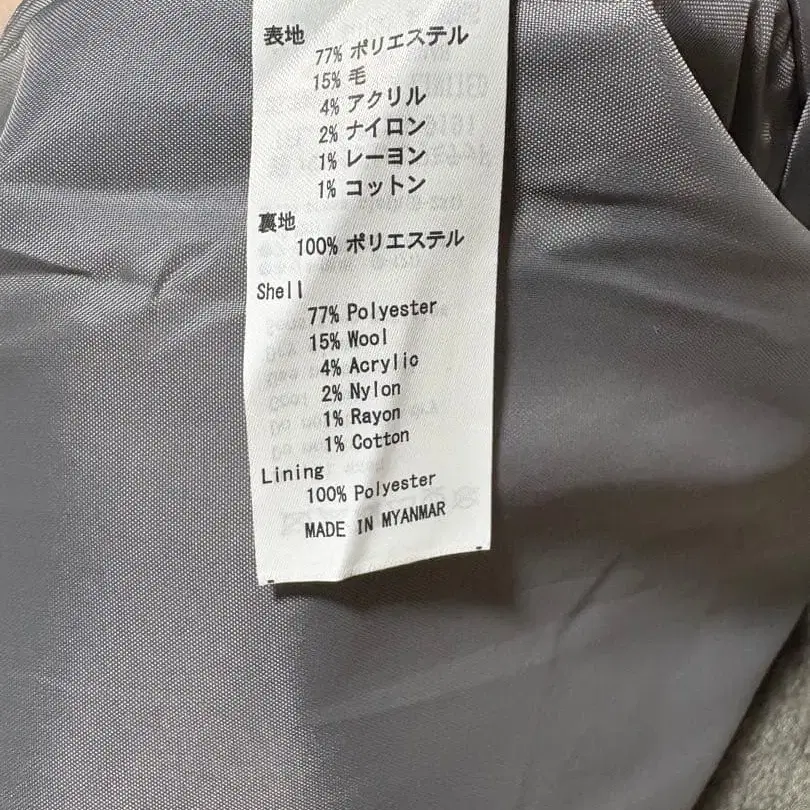 表地
77% ポリエステル
15% 毛
4% アクリル
2% ナイロン
1% レーヨン
1% コットン
裏地
100% ポリエステル
Shell
77% Polyester
15% Wool
4% Acrylic
2% Nylon
1% Rayon
1% Cotton
Lining
100% Polyester
MADE IN MYANMAR